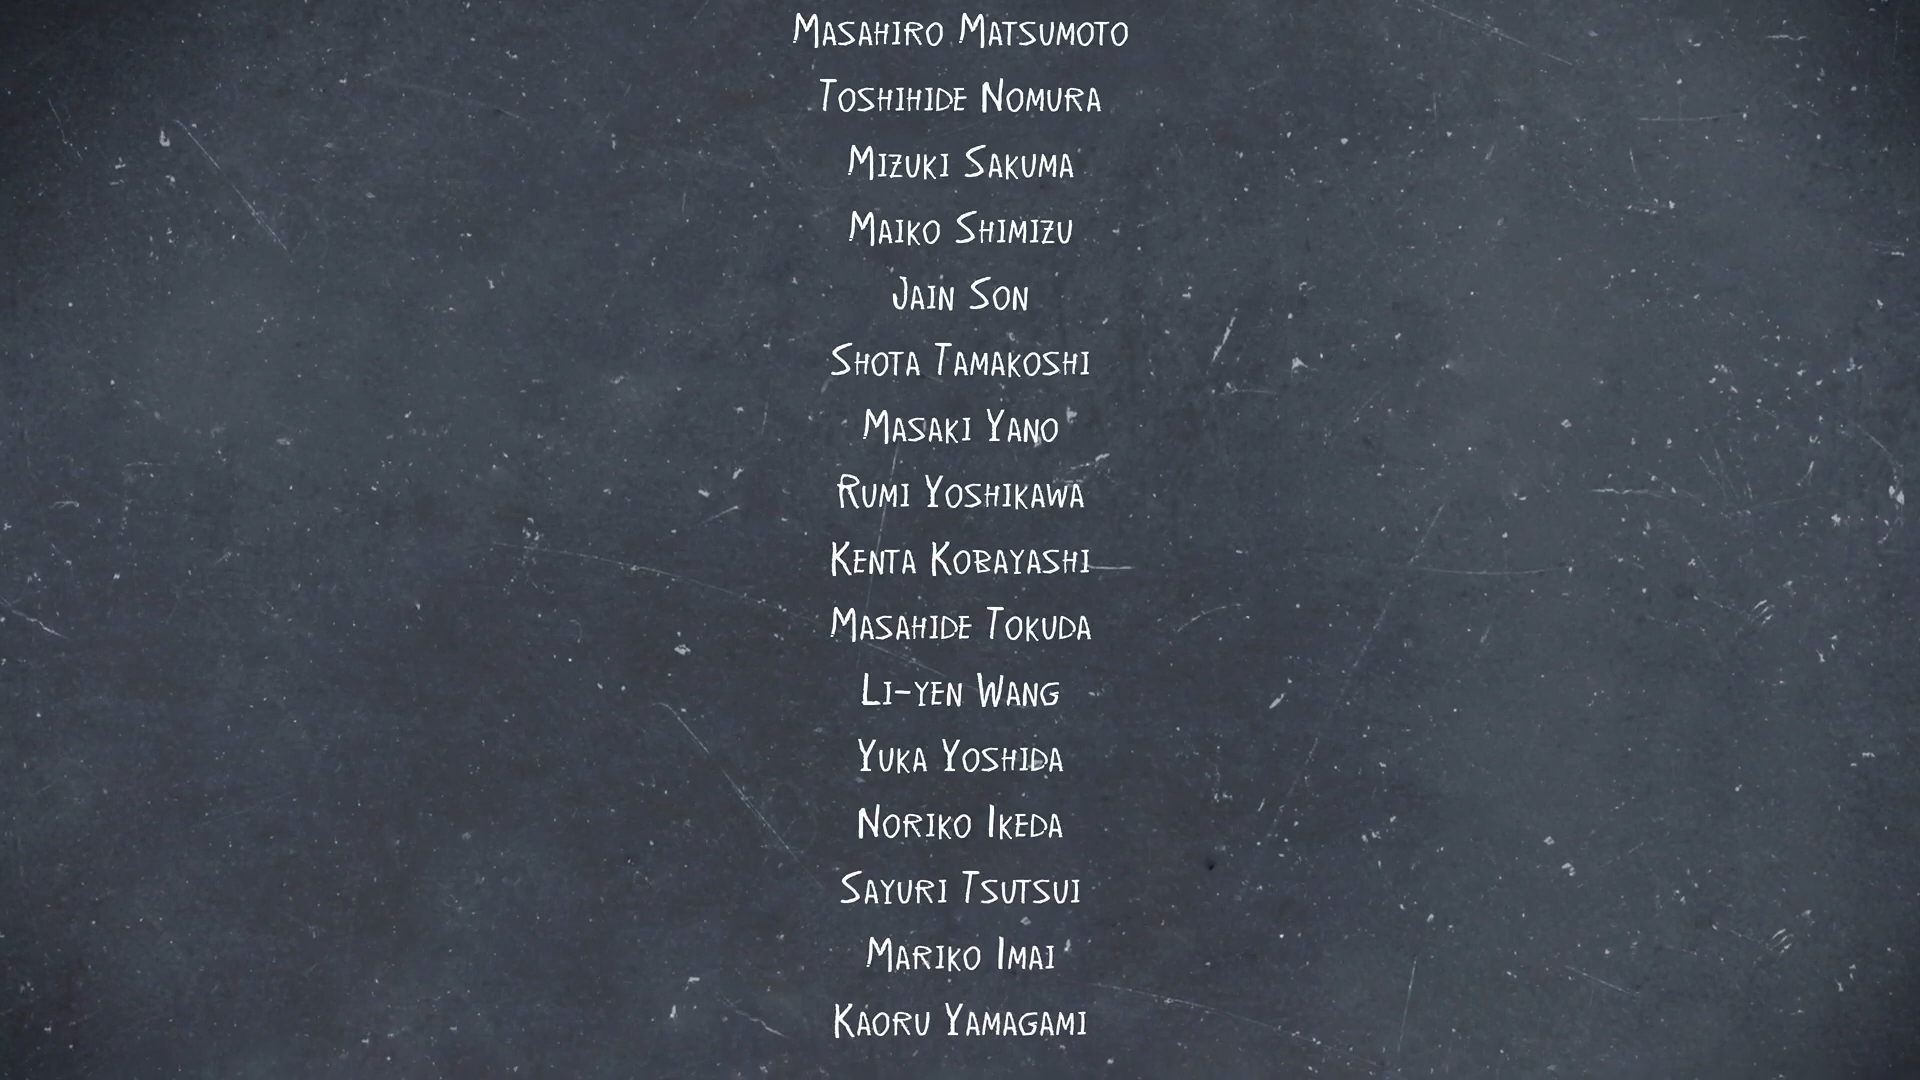 Masahiro Matsumoto
Toshihide Nomura
Mizuki Sakuma
Maiko Shimizu
Jain Son
Shota Tamakoshi
Masaki Yano
Rumi Yoshikawa
Kenta Kobayashi
Masahide Tokuda
Li-yen Wang
Yuka Yoshida
Noriko Ikeda
Sayuri Tsutsui
Mariko Imai
Kaoru Yamagami